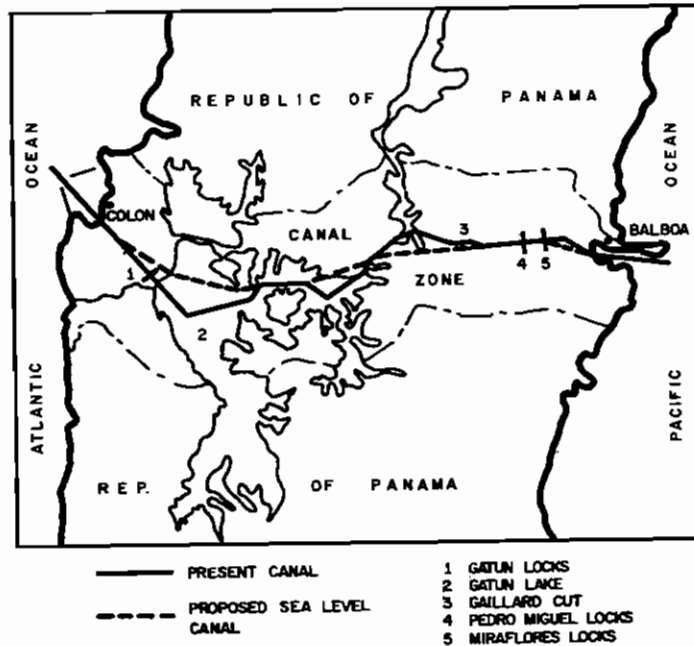 REPUBLIC OF PANAMA
OCEAN
OCEAN
COLON
CANAL
3
BALBOA
1
4 5
ZONE
2
ATLANTIC
PACIFIC
REP. OF PANAMA
PRESENT CANAL
PROPOSED SEA LEVEL
CANAL
1 GATUN LOCKS
2 GATUN LAKE
3 GAILLARD CUT
4 PEDRO MIGUEL LOCKS
5 MIRAFLORES LOCKS